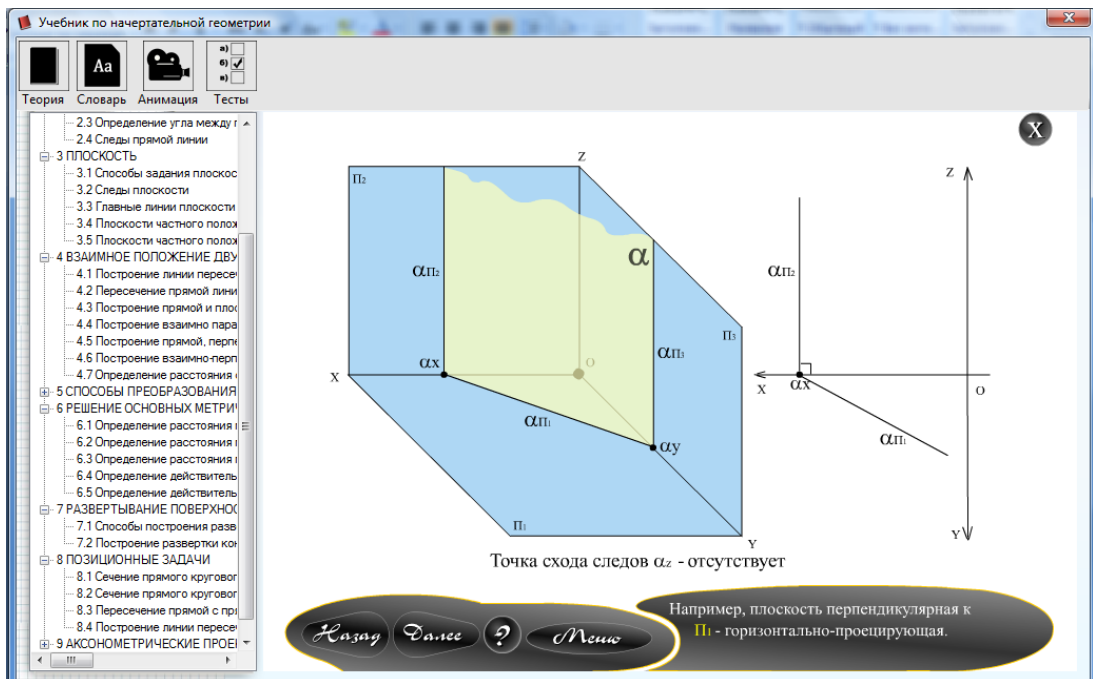 Учебник по начертательной геометрии
X
а)
б)
в)
Aa
Теория Словарь Анимация Тесты
2.3 Определение угла между
2.4 Следы прямой линии
3 ПЛОСКОСТЬ
3.1 Способы задания плоскос
3.2 Следы плоскости
3.3 Главные линии плоскости
3.4 Плоскости частного полож
3.5 Плоскости частного полож
4 ВЗАИМНОЕ ПОЛОЖЕНИЕ ДВУ
4.1 Построение линии пересе
4.2 Пересечение прямой лини
4.3 Построение прямой и плос
4.4 Построение взаимно пара
4.5 Построение прямой, перпе
4.6 Построение взаимно-перп
4.7 Определение расстояния
5 СПОСОБЫ ПРЕОБРАЗОВАНИЯ
6 РЕШЕНИЕ ОСНОВНЫХ МЕТРИ
6.1 Определение расстояния
6.2 Определение расстояния
6.3 Определение расстояния
6.4 Определение действитель
6.5 Определение действитель
7 РАЗВЕРТЫВАНИЕ ПОВЕРХНОС
7.1 Способы построения разв
7.2 Построение развертки кон
8 ПОЗИЦИОННЫЕ ЗАДАЧИ
8.1 Сечение прямого кругового
8.2 Сечение прямого кругового
8.3 Пересечение прямой с пр
8.4 Построение линии пересе
9 АКСОНОМЕТРИЧЕСКИЕ ПРОЕ
Z
П2
α
αП2
П3
αП3
αx
O
X
αП1
αy
П1
Y
Z
αП2
X
αx
O
αП1
Y
Точка схода следов αz - отсутствует
Назад Далее ? Меню
Например, плоскость перпендикулярная к
П1 - горизонтально-проецирующая.